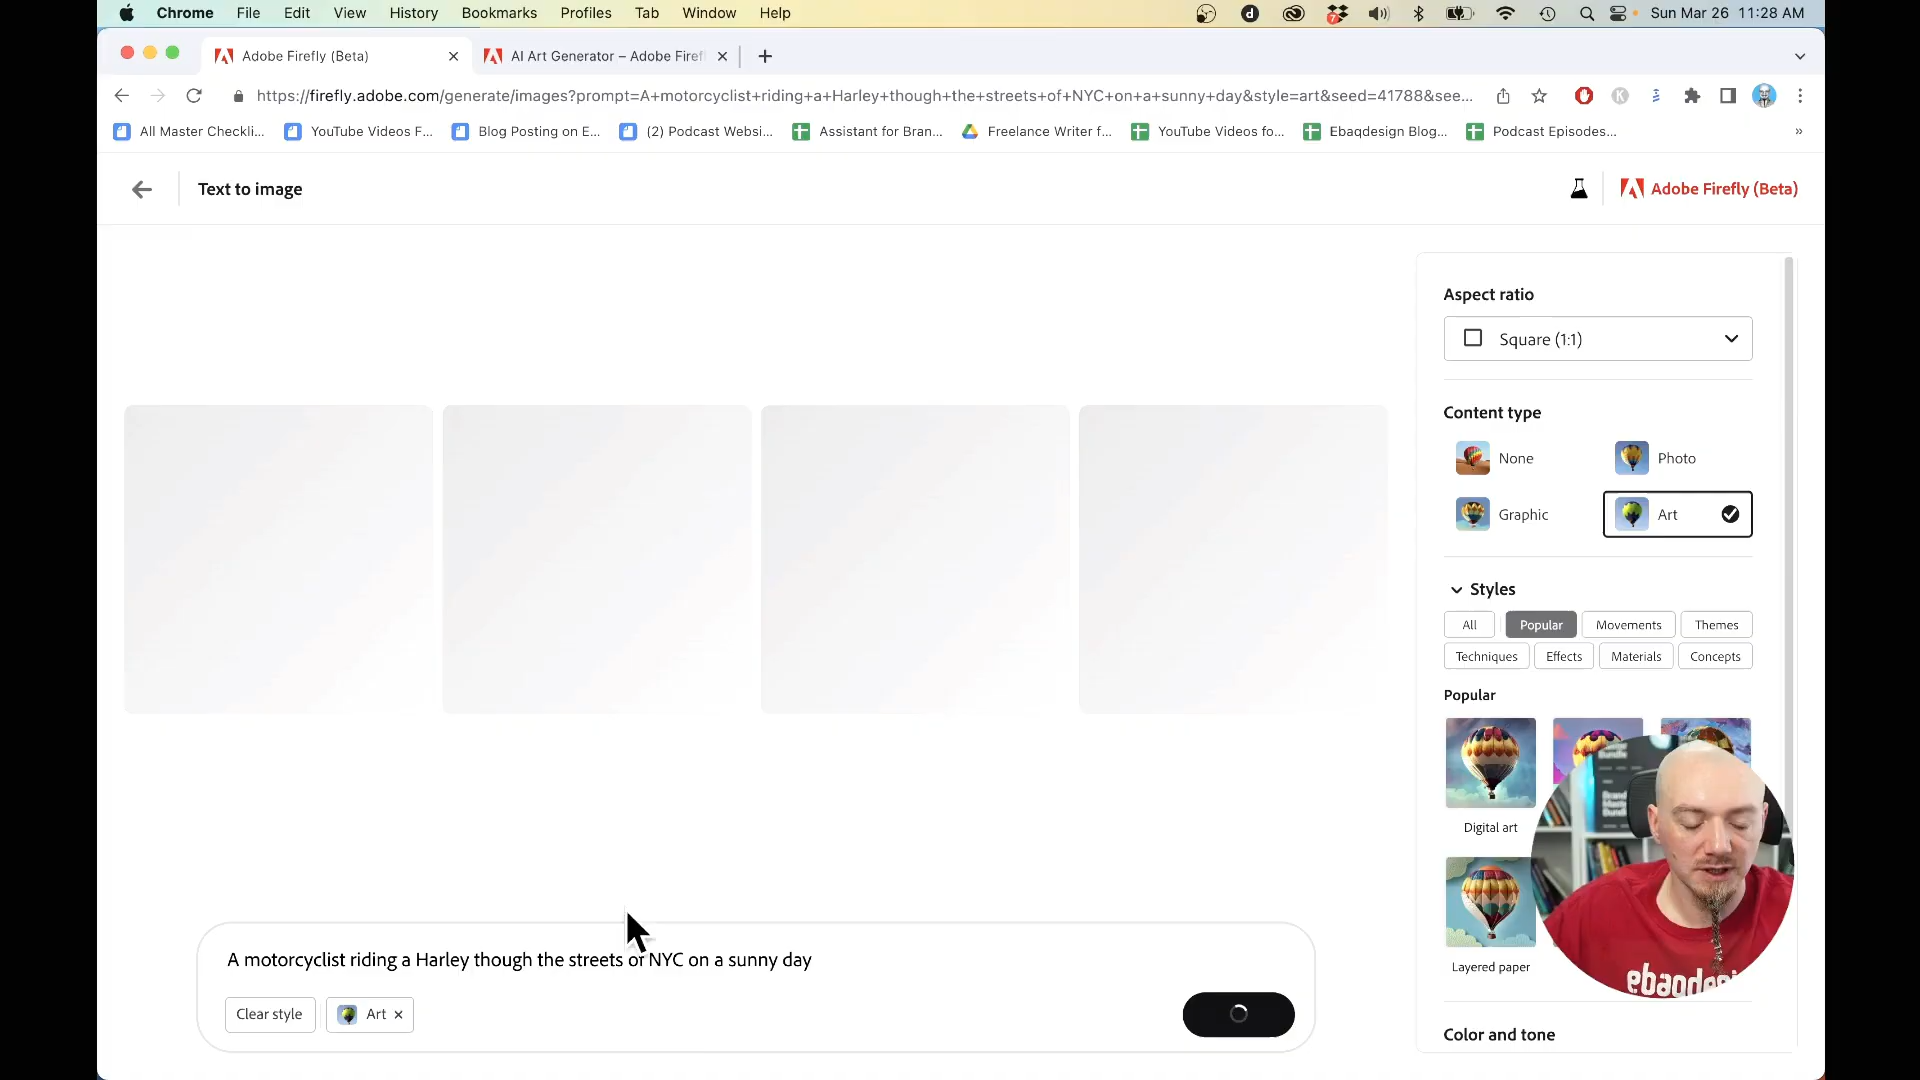 Chrome File Edit View History Bookmarks Profiles Tab Window Help
7
Sun Mar 26 11:28 AM
Adobe Firefly (Beta)
AI Art Generator – Adobe Firef
https://firefly.adobe.com/generate/images?prompt=A+motorcyclist+riding+a+Harley+though+the+streets+of+NYC+on+a+sunny+day&style=art&seed=41788&see...
All Master Checkli... YouTube Videos F... Blog Posting on E... (2) Podcast Websi... Assistant for Bran... Freelance Writer f... YouTube Videos fo... Ebaqdesign Blog... Podcast Episodes... »
Text to image
Adobe Firefly (Beta)
Aspect ratio
Square (1:1)
Content type
None
Photo
Graphic
Art
Styles
All
Popular
Movements
Themes
Techniques
Effects
Materials
Concepts
Popular
Digital art
Layered paper
Color and tone
A motorcyclist riding a Harley though the streets of NYC on a sunny day
Clear style
Art